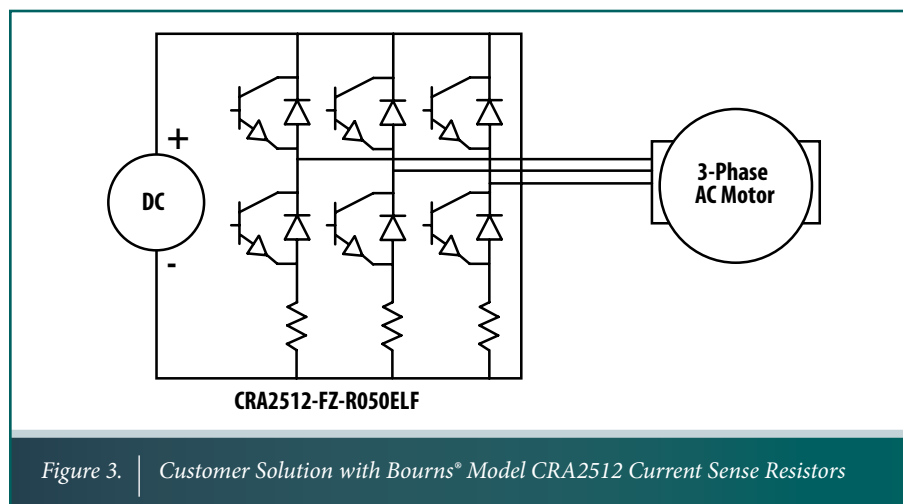 +
DC
-
3-Phase
AC Motor
CRA2512-FZ-R050ELF
Figure 3. Customer Solution with Bourns® Model CRA2512 Current Sense Resistors